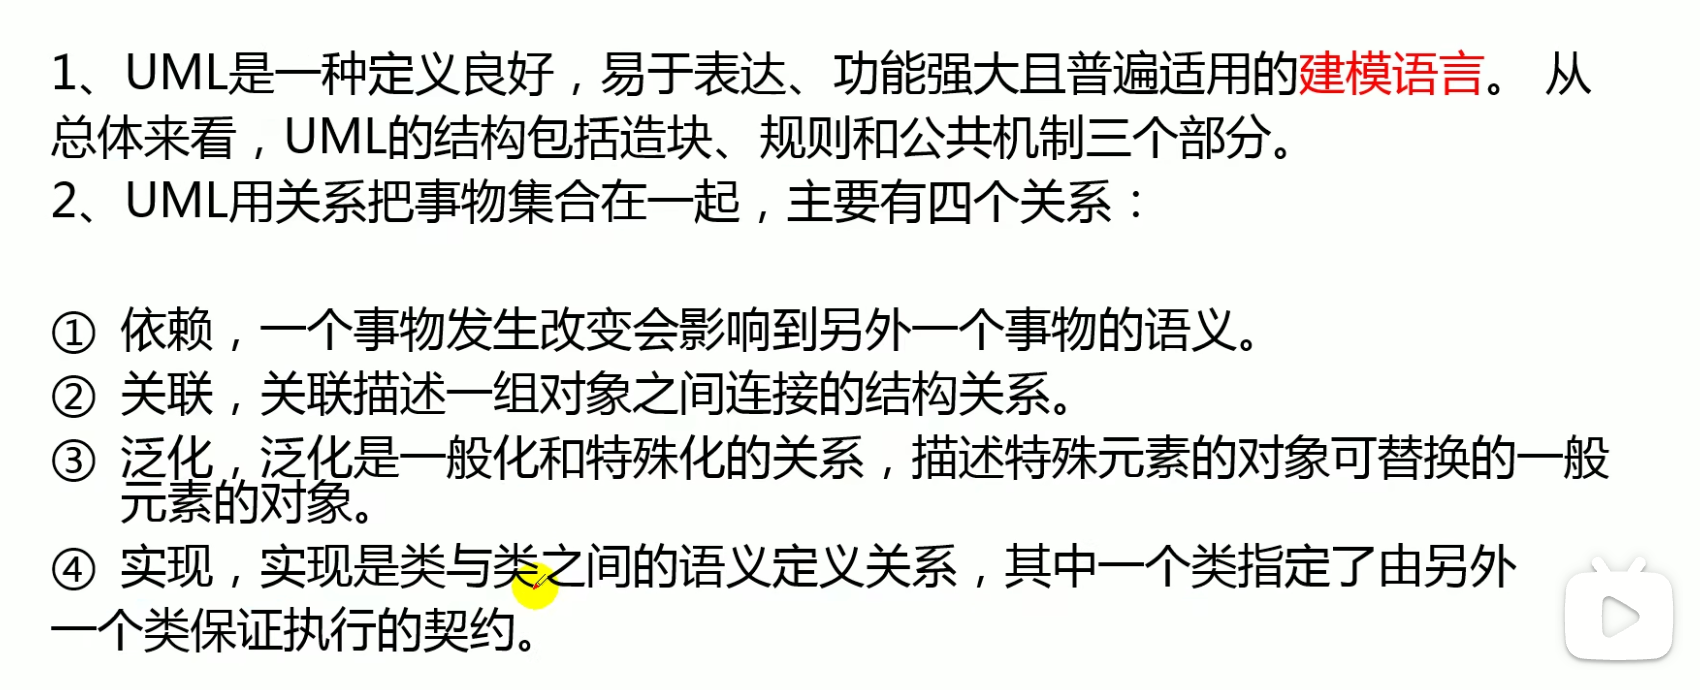 1、UML是一种定义良好，易于表达、功能强大且普遍适用的建模语言。 从
总体来看，UML的结构包括造块、规则和公共机制三个部分。
2、UML用关系把事物集合在一起，主要有四个关系：
① 依赖，一个事物发生改变会影响到另外一个事物的语义。
② 关联，关联描述一组对象之间连接的结构关系。
③ 泛化，泛化是一般化和特殊化的关系，描述特殊元素的对象可替换的一般
元素的对象。
④ 实现，实现是类与类之间的语义定义关系，其中一个类指定了由另外
一个类保证执行的契约。